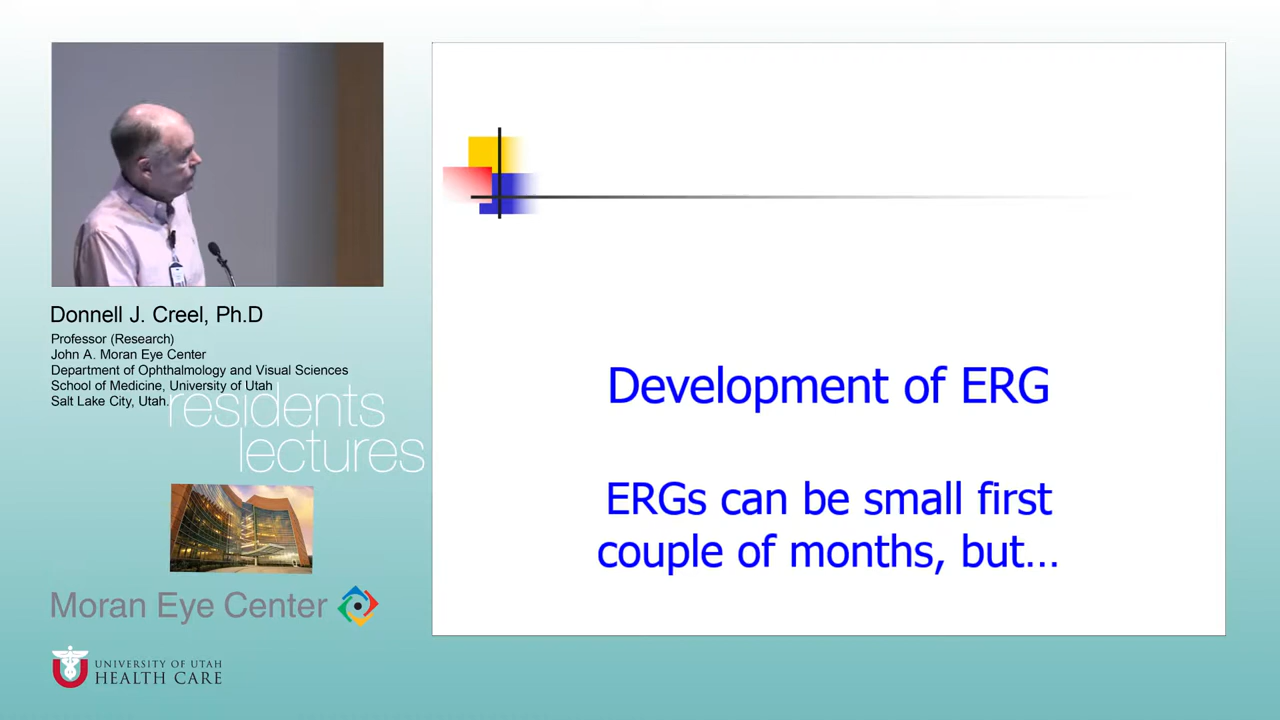 Donnell J. Creel, Ph.D
Professor (Research)
John A. Moran Eye Center
Department of Ophthalmology and Visual Sciences
School of Medicine, University of Utah
Salt Lake City, Utah.
residents
lectures
Moran Eye Center
UNIVERSITY OF UTAH
HEALTH CARE
Development of ERG
ERGs can be small first
couple of months, but...